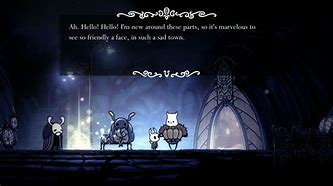 Ah. Hello! Hello! I'm new around these parts, so it's marvelous to
see so friendly a face, in such a sad town.